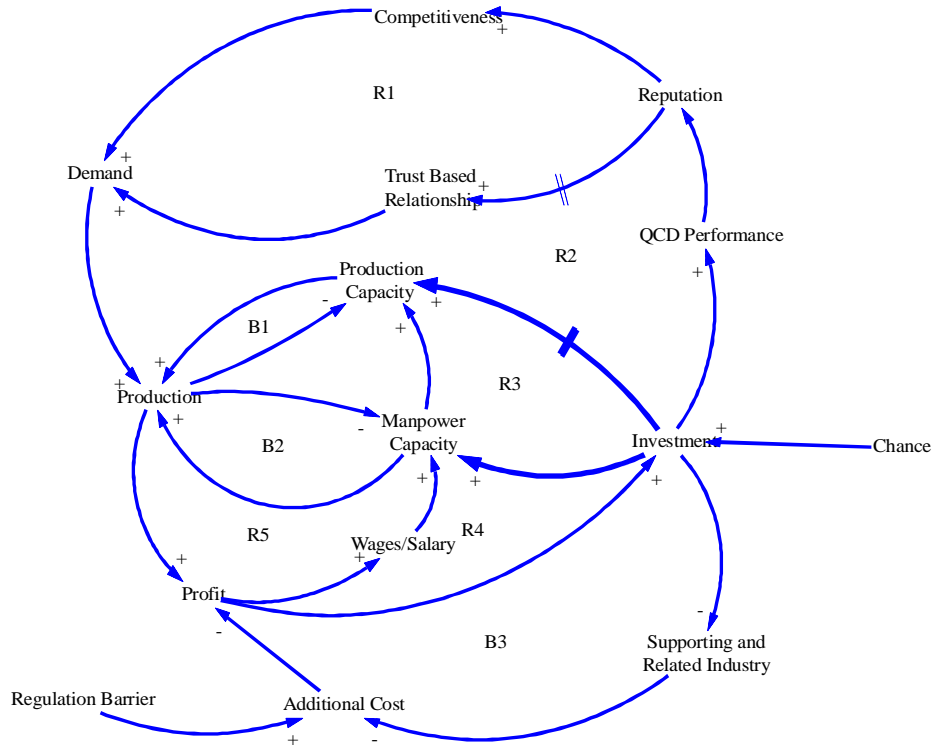 Competitiveness
+
R1
Reputation
+
Demand
+
Trust Based
Relationship
+
QCD Performance
+
R2
Production
Capacity
-
+
+
B1
+
R3
+
Production
+
-
Manpower
Capacity
B2
Investment
+
Chance
+
+
+
R5
R4
Wages/Salary
+
+
Profit
-
-
B3
Supporting and
Related Industry
Regulation Barrier
Additional Cost
+
-